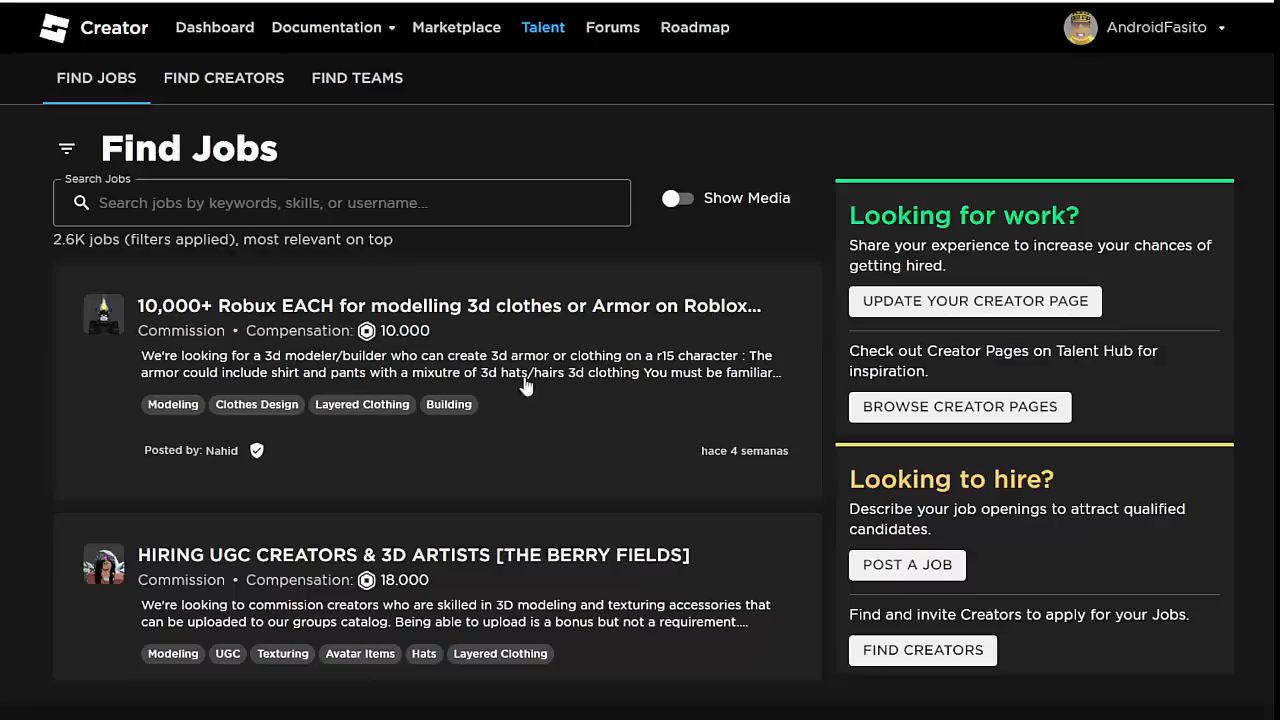 Creator Dashboard Documentation Marketplace Talent Forums Roadmap AndroidFasito
FIND JOBS FIND CREATORS FIND TEAMS
Find Jobs
Search Jobs
Search jobs by keywords, skills, or username...
Show Media
2.6K jobs (filters applied), most relevant on top
10,000+ Robux EACH for modelling 3d clothes or Armor on Roblox...
Commission • Compensation: 10.000
We're looking for a 3d modeler/builder who can create 3d armor or clothing on a r15 character : The
armor could include shirt and pants with a mixutre of 3d hats/hairs 3d clothing You must be familiar...
Modeling Clothes Design Layered Clothing Building
Posted by: Nahid hace 4 semanas
HIRING UGC CREATORS & 3D ARTISTS [THE BERRY FIELDS]
Commission • Compensation: 18.000
We're looking to commission creators who are skilled in 3D modeling and texturing accessories that
can be uploaded to our groups catalog. Being able to upload is a bonus but not a requirement....
Modeling UGC Texturing Avatar Items Hats Layered Clothing
Looking for work?
Share your experience to increase your chances of
getting hired.
UPDATE YOUR CREATOR PAGE
Check out Creator Pages on Talent Hub for
inspiration.
BROWSE CREATOR PAGES
Looking to hire?
Describe your job openings to attract qualified
candidates.
POST A JOB
Find and invite Creators to apply for your Jobs.
FIND CREATORS